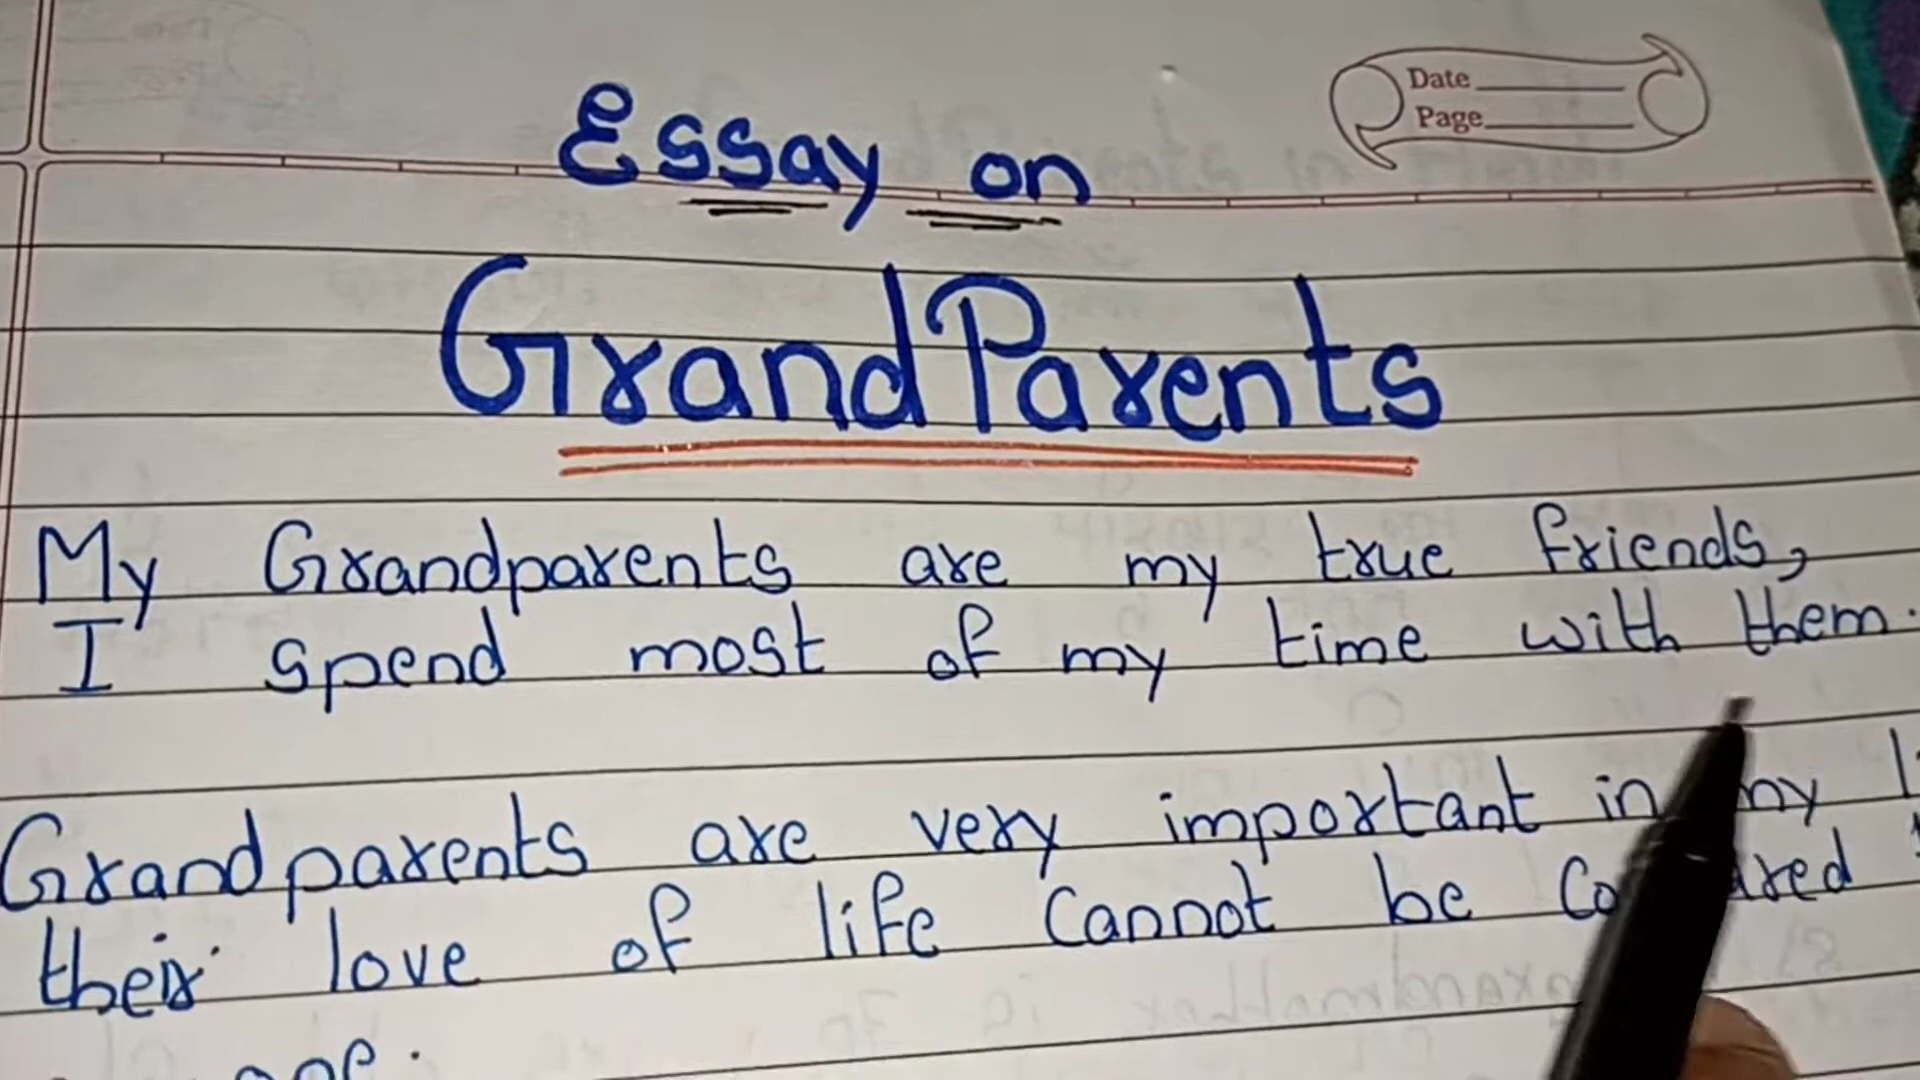 Date
Page
Essay on
GrandParents
My Grandparents are my true friends,
I spend most of my time with them.
Grandparents are very important in my
their love of life Cannot be